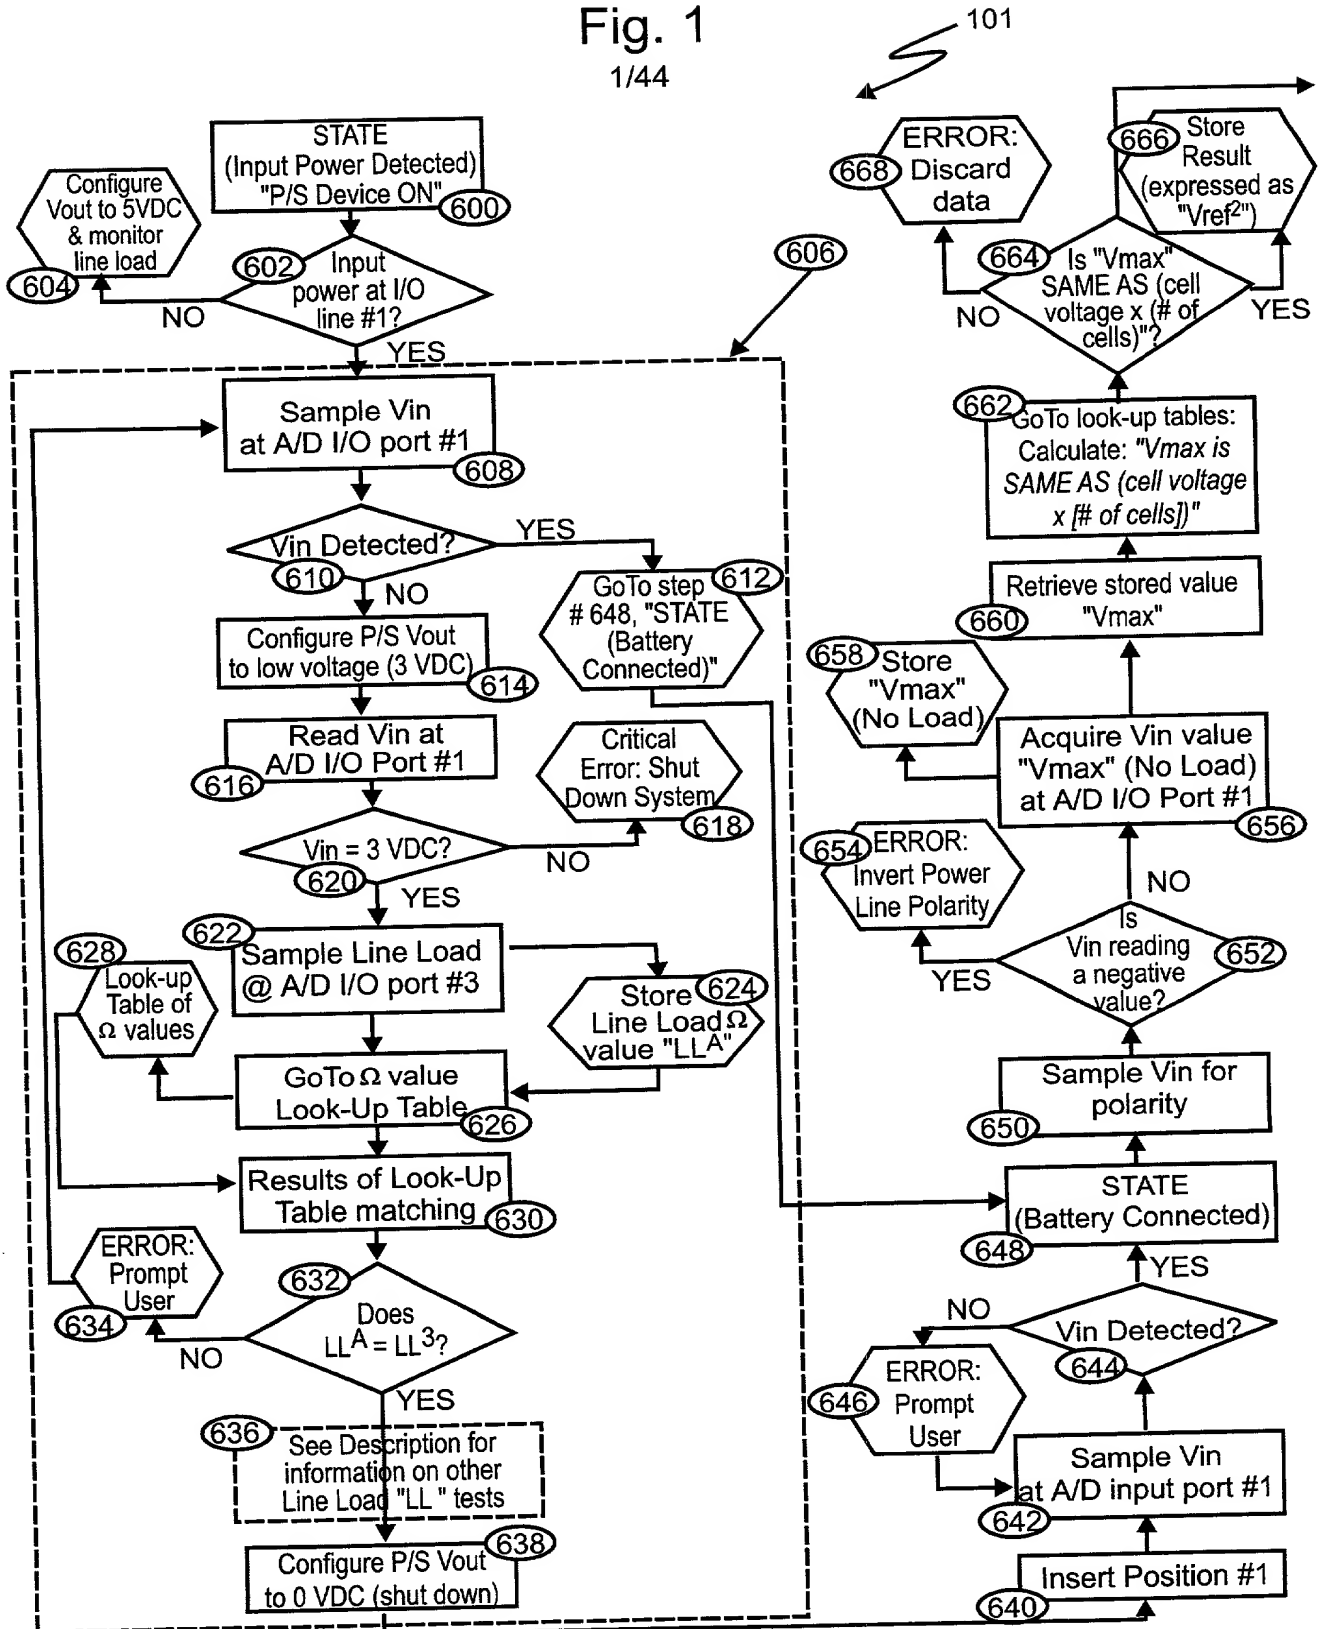 Fig. 1
1/44
101
STATE
(Input Power Detected)
"P/S Device ON"
600
Configure
Vout to 5VDC
& monitor
line load
604
602
Input
power at I/O
line #1?
NO
YES
606
Sample Vin
at A/D I/O port #1
608
Vin Detected?
610
YES
NO
GoTo step
# 648, "STATE
(Battery
Connected)"
612
Configure P/S Vout
to low voltage (3 VDC)
614
Read Vin at
A/D I/O Port #1
616
Critical
Error: Shut
Down System
618
Vin = 3 VDC?
620
NO
YES
622
Sample Line Load
@ A/D I/O port #3
628
Look-up
Table of
Ω values
624
Store
Line Load Ω
value "LLA"
GoTo Ω value
Look-Up Table
626
Results of Look-Up
Table matching
630
ERROR:
Prompt
User
634
632
Does
LLA = LL3?
NO
YES
636
See Description for
information on other
Line Load "LL " tests
638
Configure P/S Vout
to 0 VDC (shut down)
668
ERROR:
Discard
data
666
Store
Result
(expressed as
"Vref2")
664
Is "Vmax"
SAME AS (cell
voltage x (# of
cells)"?
NO
YES
662
GoTo look-up tables:
Calculate: "Vmax is
SAME AS (cell voltage
x [# of cells])"
Retrieve stored value
"Vmax"
660
658
Store
"Vmax"
(No Load)
Acquire Vin value
"Vmax" (No Load)
at A/D I/O Port #1
656
654
ERROR:
Invert Power
Line Polarity
NO
YES
Is
Vin reading
a negative
value?
652
Sample Vin for
polarity
650
STATE
(Battery Connected)
648
YES
NO
Vin Detected?
644
646
ERROR:
Prompt
User
Sample Vin
at A/D input port #1
642
Insert Position #1
640